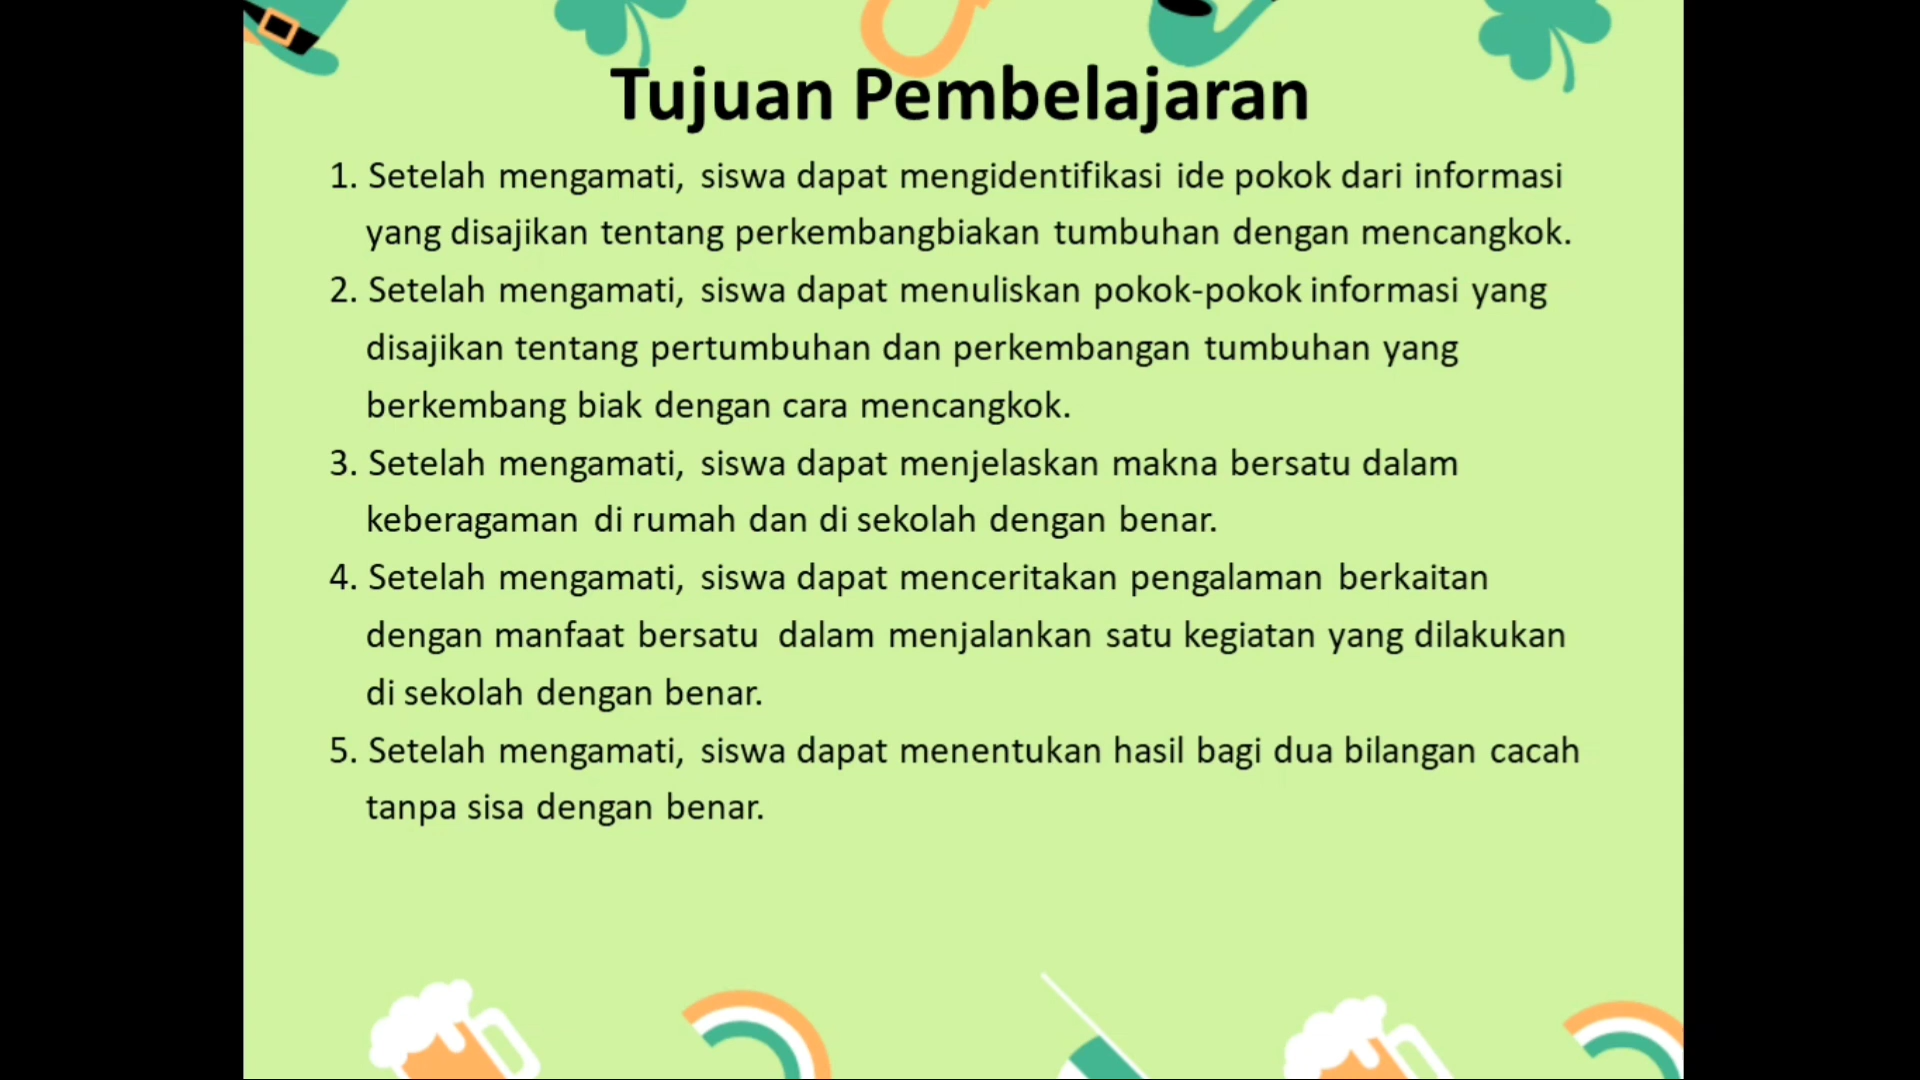 Tujuan Pembelajaran
1. Setelah mengamati, siswa dapat mengidentifikasi ide pokok dari informasi
yang disajikan tentang perkembangbiakan tumbuhan dengan mencangkok.
2. Setelah mengamati, siswa dapat menuliskan pokok-pokok informasi yang
disajikan tentang pertumbuhan dan perkembangan tumbuhan yang
berkembang biak dengan cara mencangkok.
3. Setelah mengamati, siswa dapat menjelaskan makna bersatu dalam
keberagaman di rumah dan di sekolah dengan benar.
4. Setelah mengamati, siswa dapat menceritakan pengalaman berkaitan
dengan manfaat bersatu dalam menjalankan satu kegiatan yang dilakukan
di sekolah dengan benar.
5. Setelah mengamati, siswa dapat menentukan hasil bagi dua bilangan cacah
tanpa sisa dengan benar.